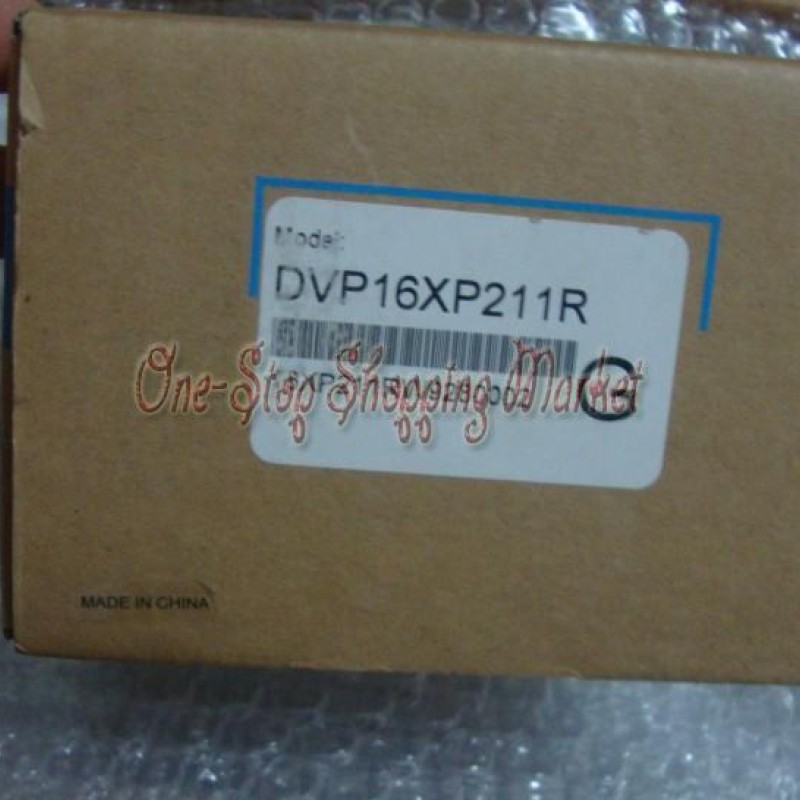 Model:
DVP16XP211R
One-Stop Shopping Market
MADE IN CHINA